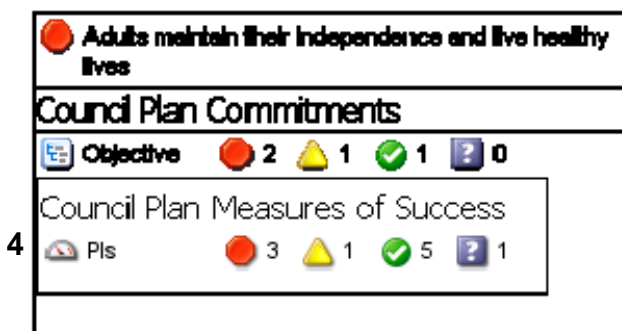 Adults maintain their independence and live healthy
lives
Council Plan Commitments
Objective 2 1 1 ? 0
Council Plan Measures of Success
4 PIs 3 1 5 ? 1